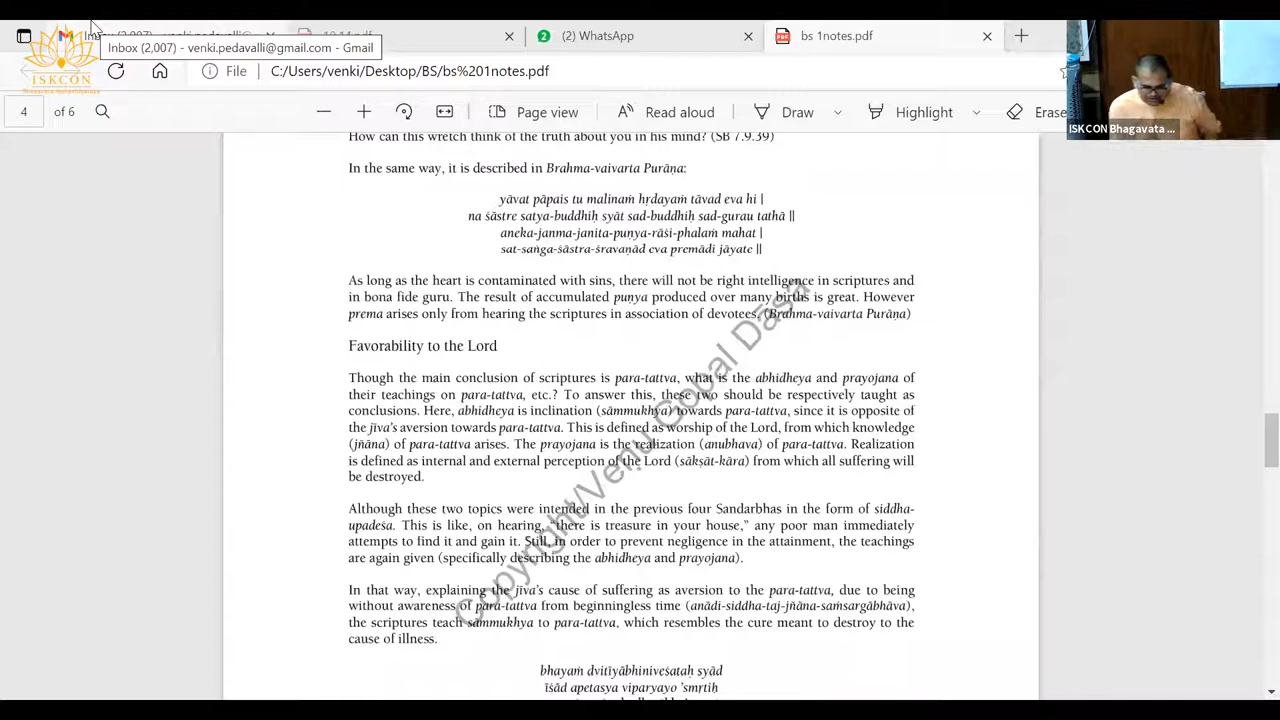 Inbox (2,007) - venki.pedavalli@
10 14.pdf
2 (2) WhatsApp
bs 1notes.pdf
Inbox (2,007) - venki.pedavalli@gmail.com - Gmail
ISKCON
File C:/Users/venki/Desktop/BS/bs%201notes.pdf
4 of 6 Page view Read aloud Draw Highlight Erase
ISKCON Bhagavata ...
How can this wretch think of the truth about you in his mind? (SB 7.9.39)
In the same way, it is described in Brahma-vaivarta Purāṇa:
yāvat pāpais tu malinaṁ hṛdayaṁ tāvad eva hi |
na śāstre satya-buddhiḥ syāt sad-buddhiḥ sad-gurau tathā ||
aneka-janma-janita-puṇya-rāśi-phalaṁ mahat |
sat-saṅga-śāstra-śravaṇād eva premādi jāyate ||
As long as the heart is contaminated with sins, there will not be right intelligence in scriptures and
in bona fide guru. The result of accumulated puṇya produced over many births is great. However
prema arises only from hearing the scriptures in association of devotees. (Brahma-vaivarta Purāṇa)
Favorability to the Lord
Though the main conclusion of scriptures is para-tattva, what is the abhidheya and prayojana of
their teachings on para-tattva, etc.? To answer this, these two should be respectively taught as
conclusions. Here, abhidheya is inclination (sāmmukhya) towards para-tattva, since it is opposite of
the jīva's aversion towards para-tattva. This is defined as worship of the Lord, from which knowledge
(jñāna) of para-tattva arises. The prayojana is the realization (anubhava) of para-tattva. Realization
is defined as internal and external perception of the Lord (sākṣāt-kāra) from which all suffering will
be destroyed.
Although these two topics were intended in the previous four Sandarbhas in the form of siddha-
upadeśa. This is like, on hearing, "there is treasure in your house," any poor man immediately
attempts to find it and gain it. Still, in order to prevent negligence in the attainment, the teachings
are again given (specifically describing the abhidheya and prayojana).
In that way, explaining the jīva's cause of suffering as aversion to the para-tattva, due to being
without awareness of para-tattva from beginningless time (anādi-siddha-taj-jñāna-saṁsargābhāva),
the scriptures teach sāmmukhya to para-tattva, which resembles the cure meant to destroy to the
cause of illness.
bhayaṁ dvitīyābhiniveśataḥ syād
īśād apetasya viparyayo 'smṛtiḥ
Copyright/Venu Gopal Dāsa